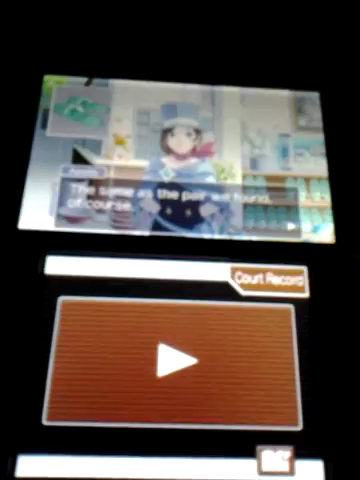 The same as the pair we found,
of course.
Court Record